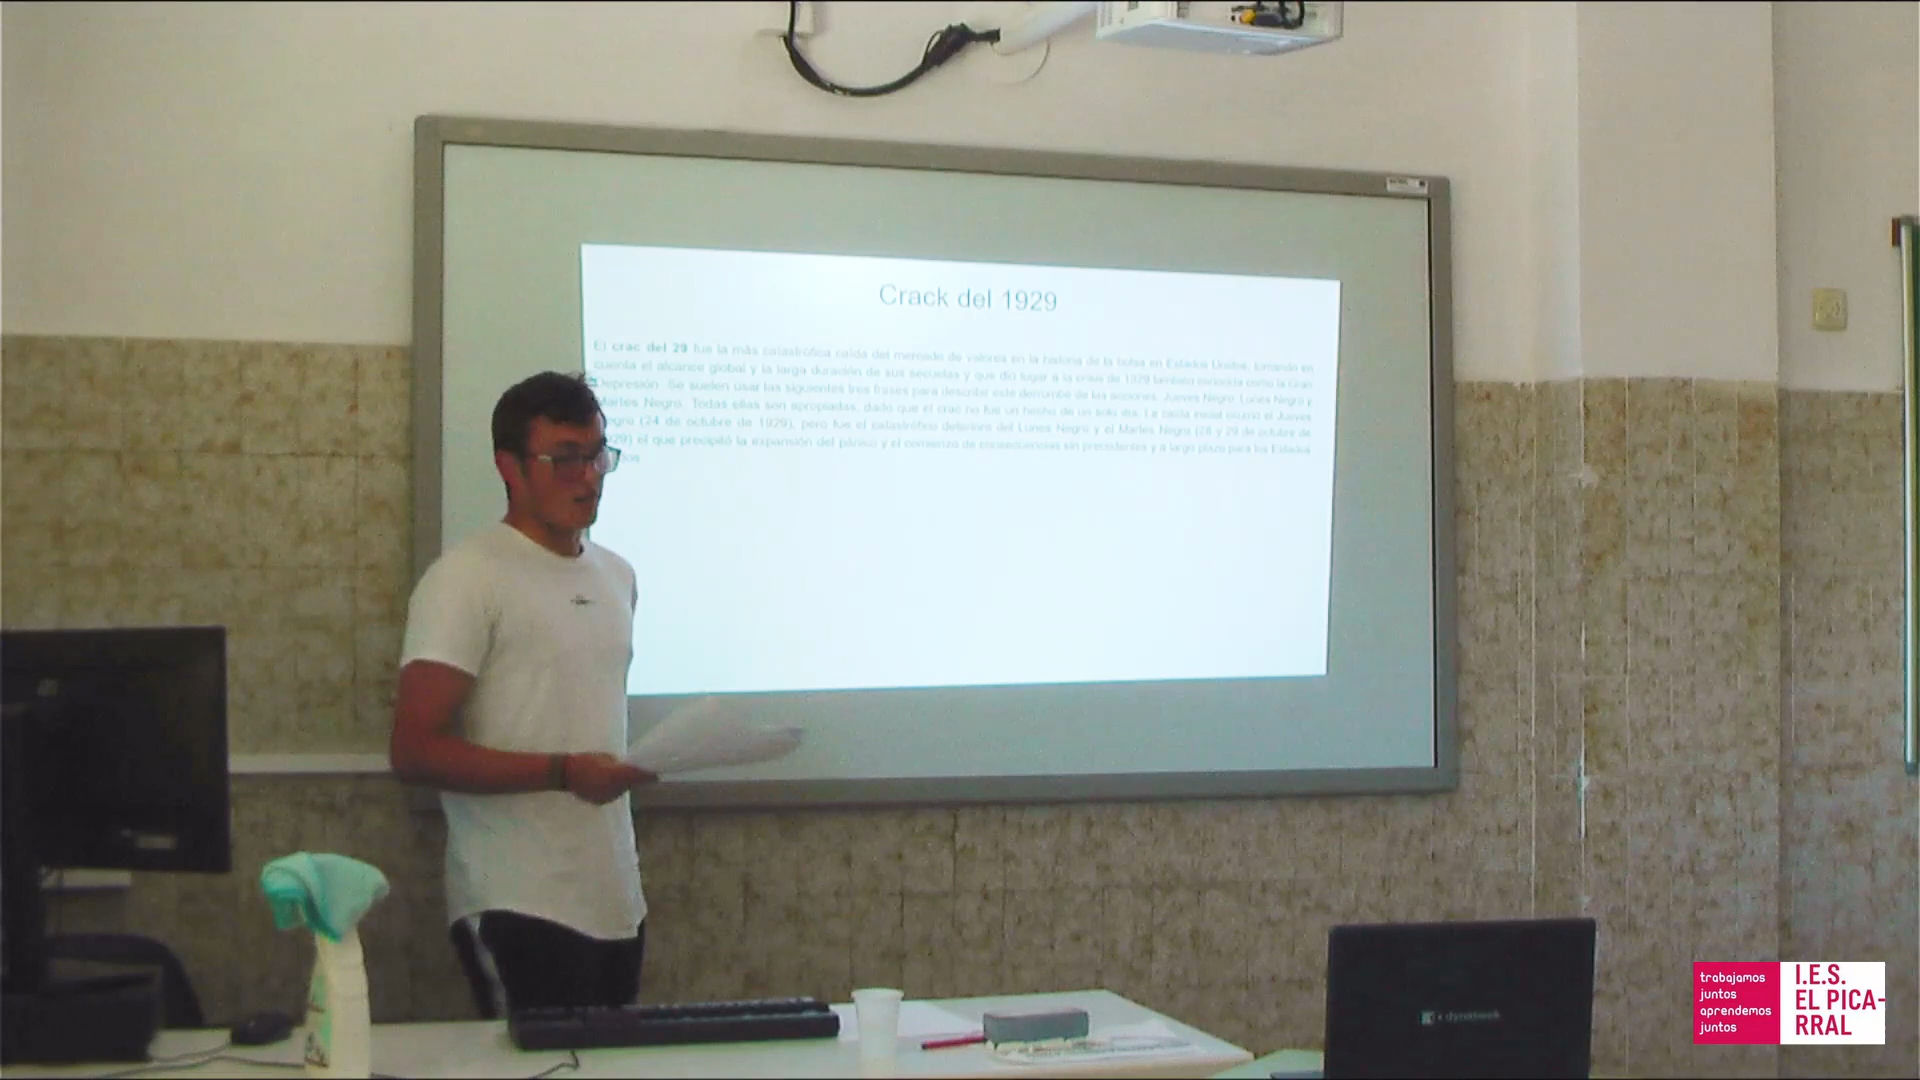 Crack del 1929
El crac del 29 fue la más catastrófica caída del mercado de valores en la historia de la bolsa en Estados Unidos, tomando en
cuenta el alcance global y la larga duración de sus secuelas y que dio lugar a la crisis de 1929 también conocida como la Gran
Depresión. Se suelen usar las siguientes tres frases para describir este derrumbe de las acciones: Jueves Negro, Lunes Negro y
Martes Negro. Todas ellas son apropiadas, dado que el crac no fue un hecho de un solo día. La caída inicial ocurrió el Jueves
egro (24 de octubre de 1929), pero fue el catastrófico deterioro del Lunes Negro y el Martes Negro (28 y 29 de octubre de
929) el que precipitó la expansión del pánico y el comienzo de consecuencias sin precedentes y a largo plazo para los Estados
dos
dynabook
trabajamos
juntos
aprendemos
juntos
I.E.S.
EL PICA-
RRAL